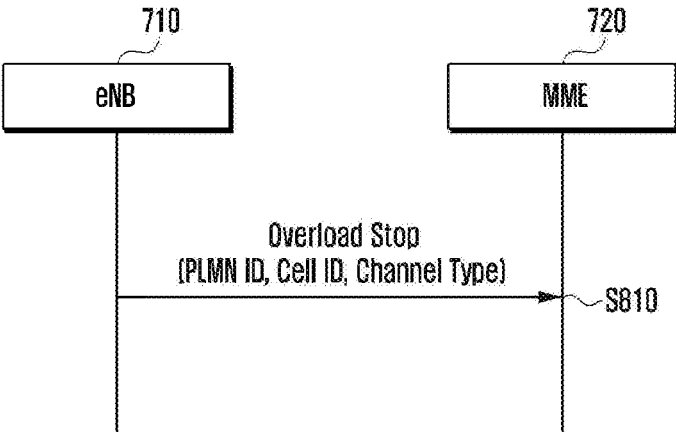 710
720
eNB
MME
Overload Stop
(PLMN ID, Cell ID, Channel Type)
S810